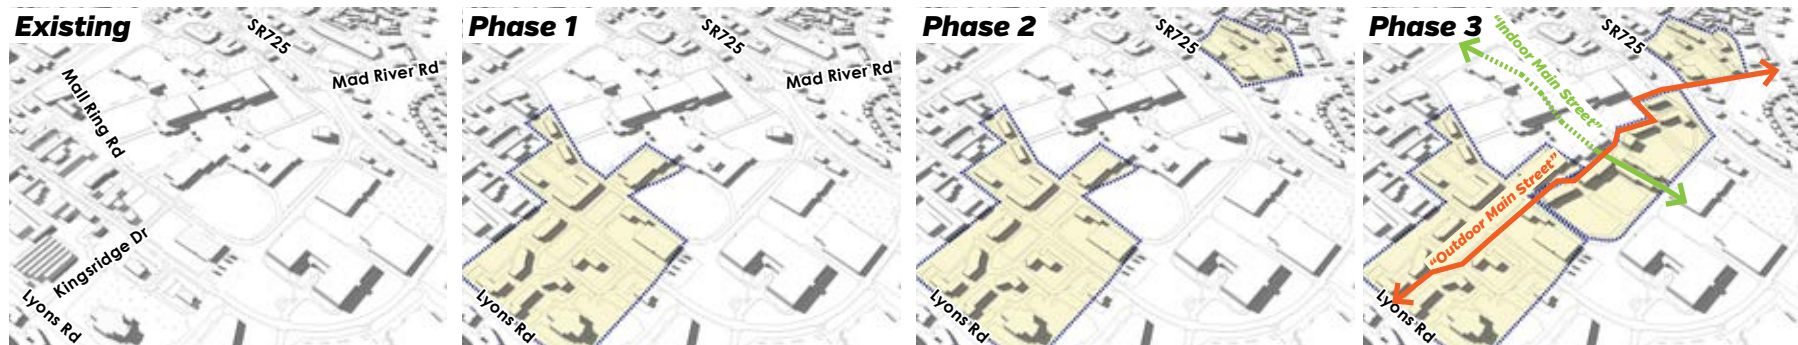 Existing
SR725
Mad River Rd
Mall Ring Rd
Kingsridge Dr
Lyons Rd
Phase 1
SR725
Mad River Rd
Lyons Rd
Phase 2
SR725
Lyons Rd
Phase 3
SR725
"Indoor Main Street"
"Outdoor Main Street"
Lyons Rd